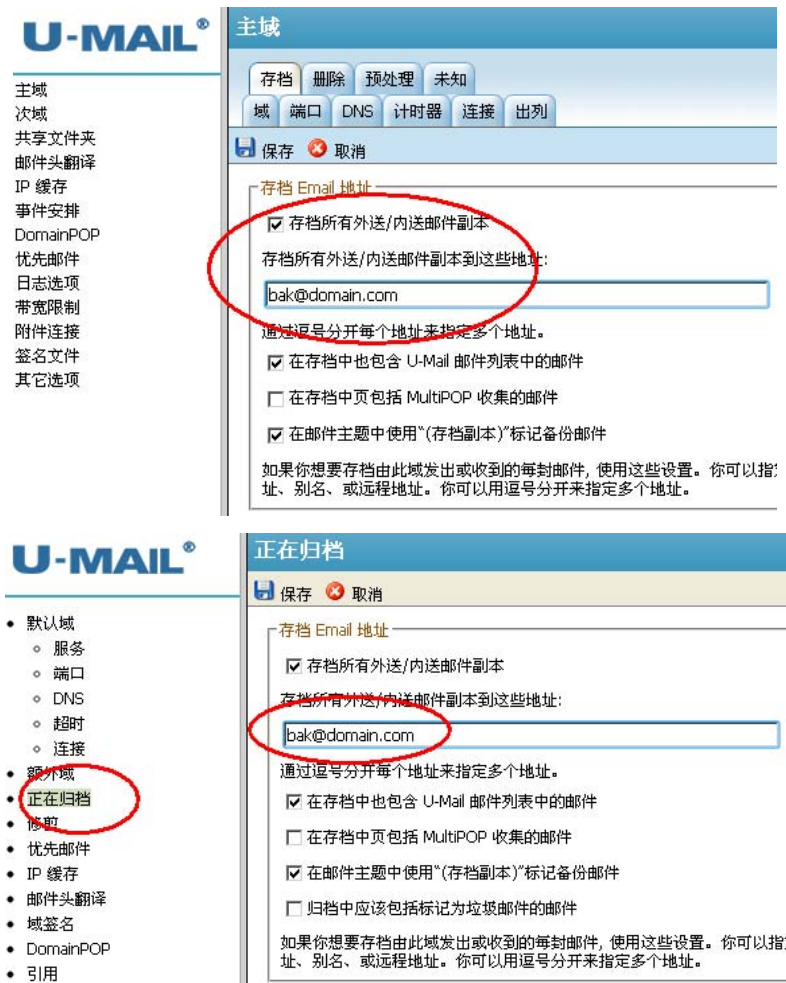 U-MAIL®
主域
次域
共享文件夹
邮件头翻译
IP 缓存
事件安排
DomainPOP
优先邮件
日志选项
带宽限制
附件连接
签名文件
其它选项
主域
存档 删除 预处理 未知
域 端口 DNS 计时器 连接 出列
保存 取消
存档 Email 地址
存档所有外送/内送邮件副本
存档所有外送/内送邮件副本到这些地址:
bak@domain.com
通过逗号分开每个地址来指定多个地址。
在存档中也包含 U-Mail 邮件列表中的邮件
在存档中页包括 MultiPOP 收集的邮件
在邮件主题中使用“(存档副本)”标记备份邮件
如果你想要存档由此域发出或收到的每封邮件, 使用这些设置。你可以指
址、别名、或远程地址。你可以用逗号分开来指定多个地址。
U-MAIL®
默认域
服务
端口
DNS
超时
连接
额外域
正在归档
修剪
优先邮件
IP 缓存
邮件头翻译
域签名
DomainPOP
引用
正在归档
保存 取消
存档 Email 地址
存档所有外送/内送邮件副本
存档所有外送/内送邮件副本到这些地址:
bak@domain.com
通过逗号分开每个地址来指定多个地址。
在存档中也包含 U-Mail 邮件列表中的邮件
在存档中页包括 MultiPOP 收集的邮件
在邮件主题中使用“(存档副本)”标记备份邮件
归档中应该包括标记为垃圾邮件的邮件
如果你想要存档由此域发出或收到的每封邮件, 使用这些设置。你可以指
址、别名、或远程地址。你可以用逗号分开来指定多个地址。